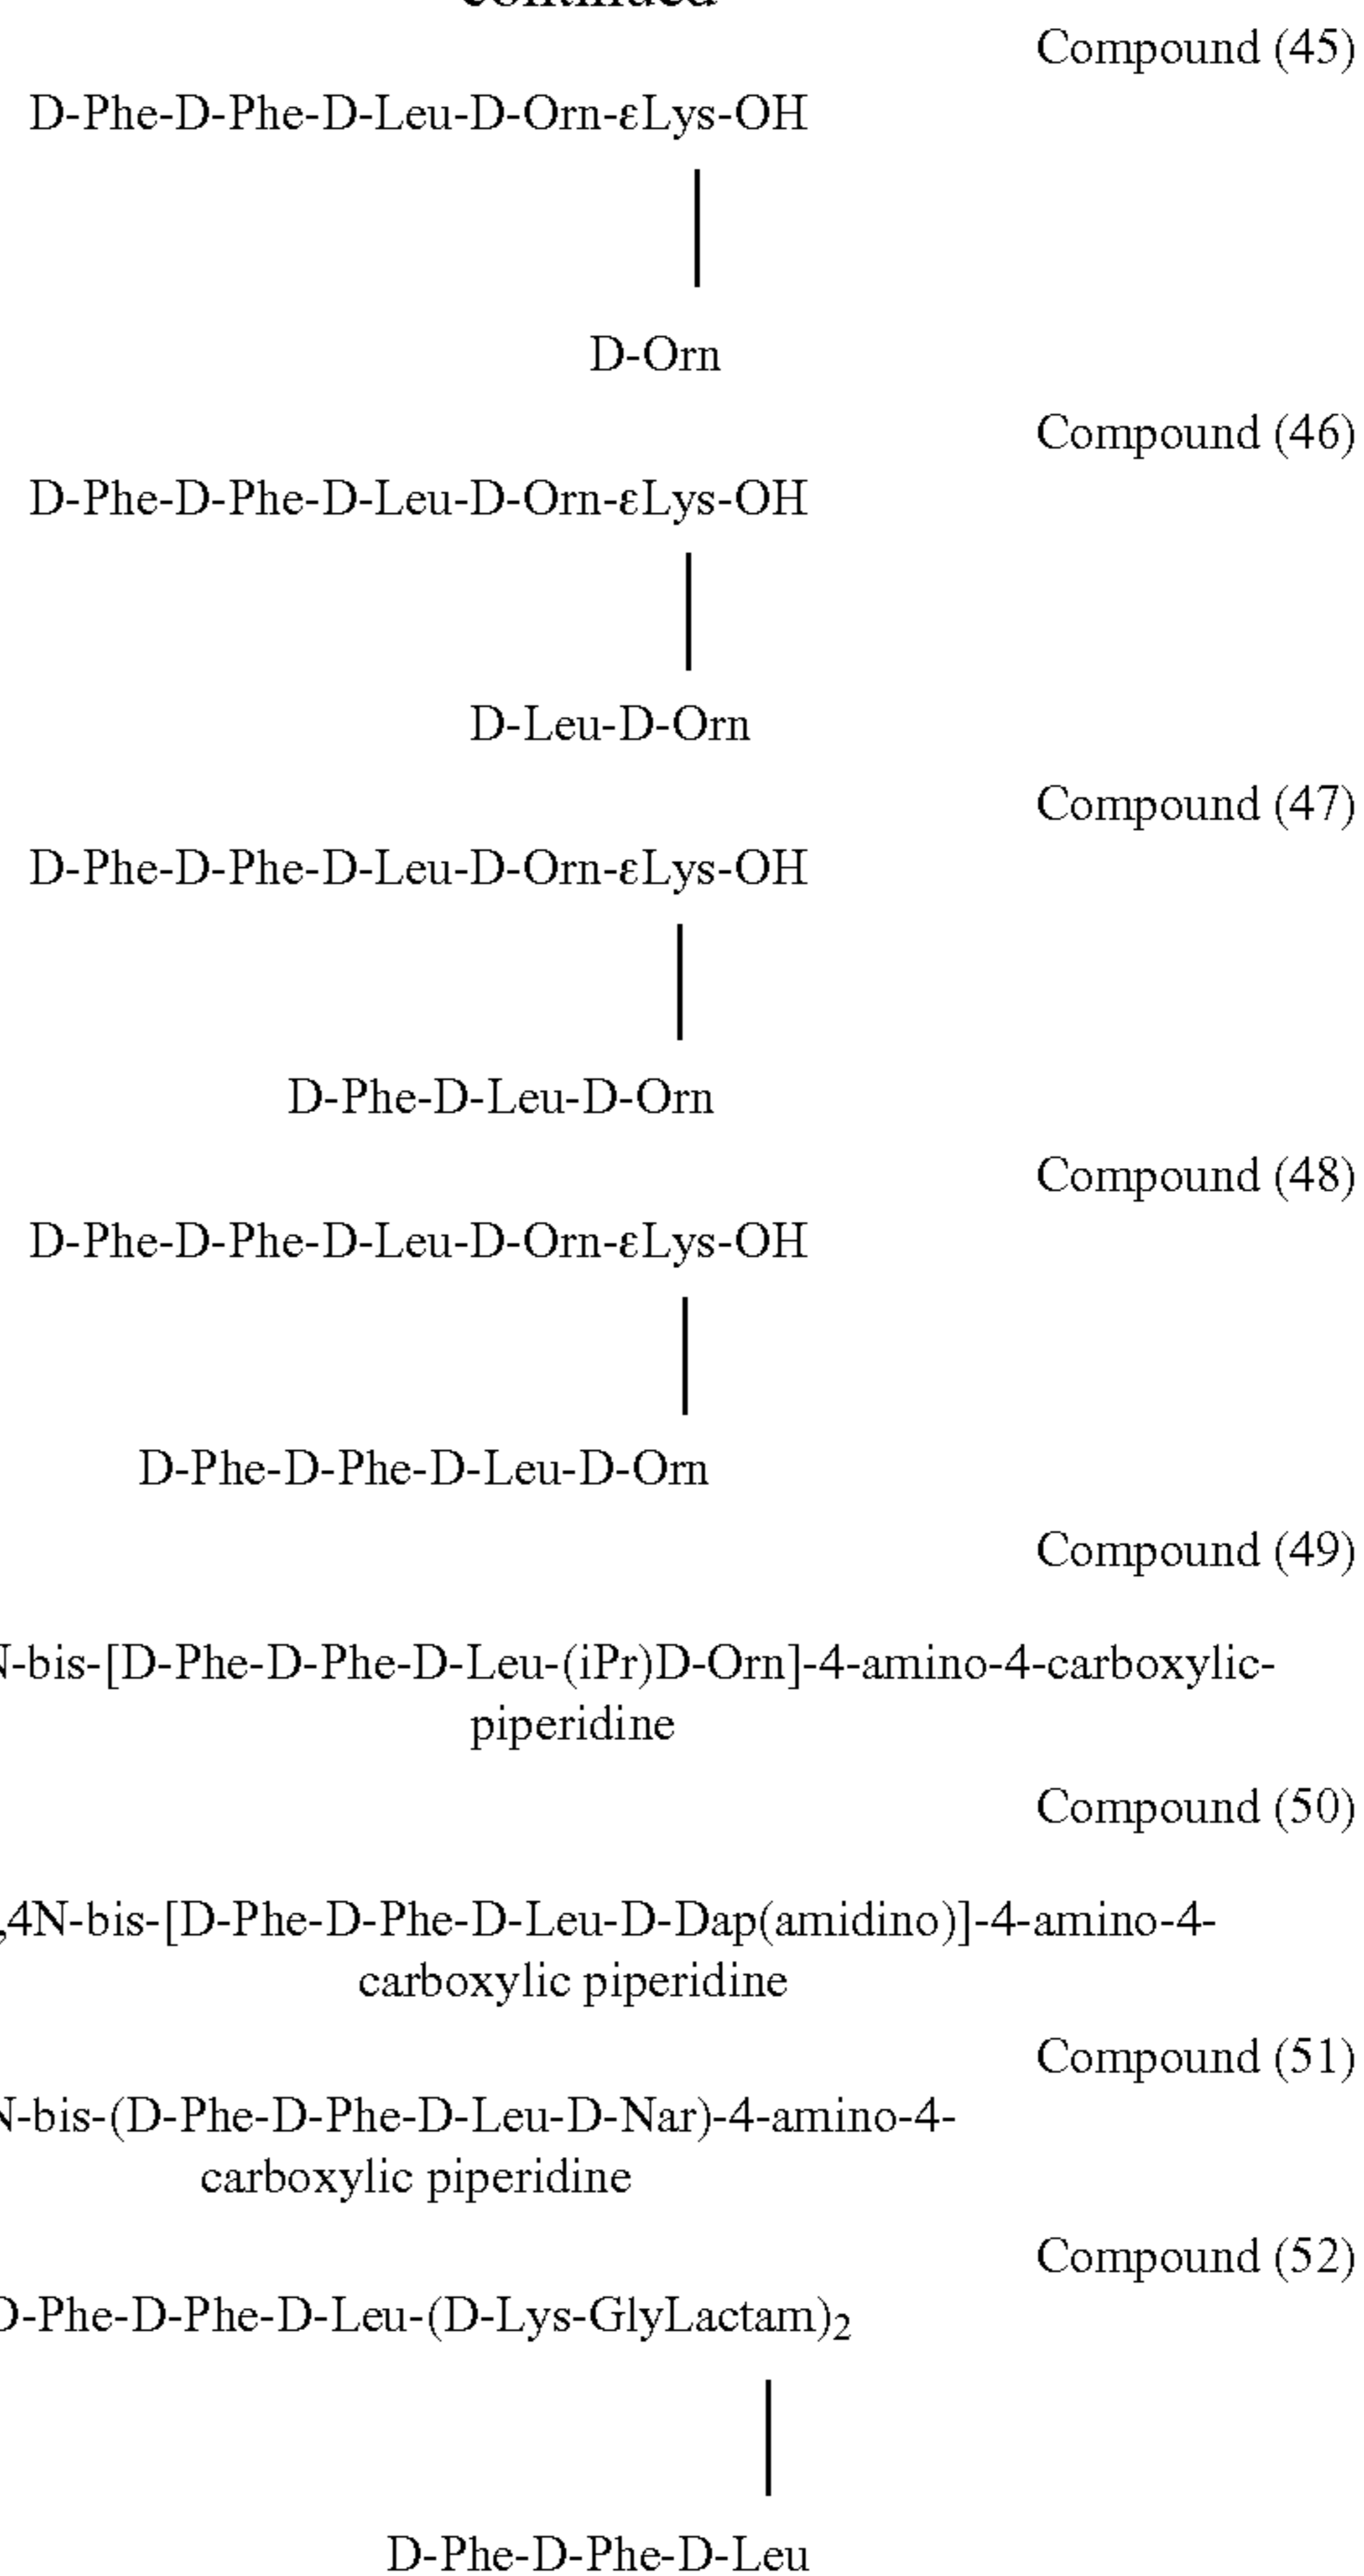 Compound (45)
D-Phe-D-Phe-D-Leu-D-Orn-εLys-OH
D-Orn
Compound (46)
D-Phe-D-Phe-D-Leu-D-Orn-εLys-OH
D-Leu-D-Orn
Compound (47)
D-Phe-D-Phe-D-Leu-D-Orn-εLys-OH
D-Phe-D-Leu-D-Orn
Compound (48)
D-Phe-D-Phe-D-Leu-D-Orn-εLys-OH
D-Phe-D-Phe-D-Leu-D-Orn
Compound (49)
N-bis-[D-Phe-D-Phe-D-Leu-(iPr)D-Orn]-4-amino-4-carboxylic-
piperidine
Compound (50)
,4N-bis-[D-Phe-D-Phe-D-Leu-D-Dap(amidino)]-4-amino-4-
carboxylic piperidine
Compound (51)
N-bis-(D-Phe-D-Phe-D-Leu-D-Nar)-4-amino-4-
carboxylic piperidine
Compound (52)
D-Phe-D-Phe-D-Leu-(D-Lys-GlyLactam)₂
D-Phe-D-Phe-D-Leu